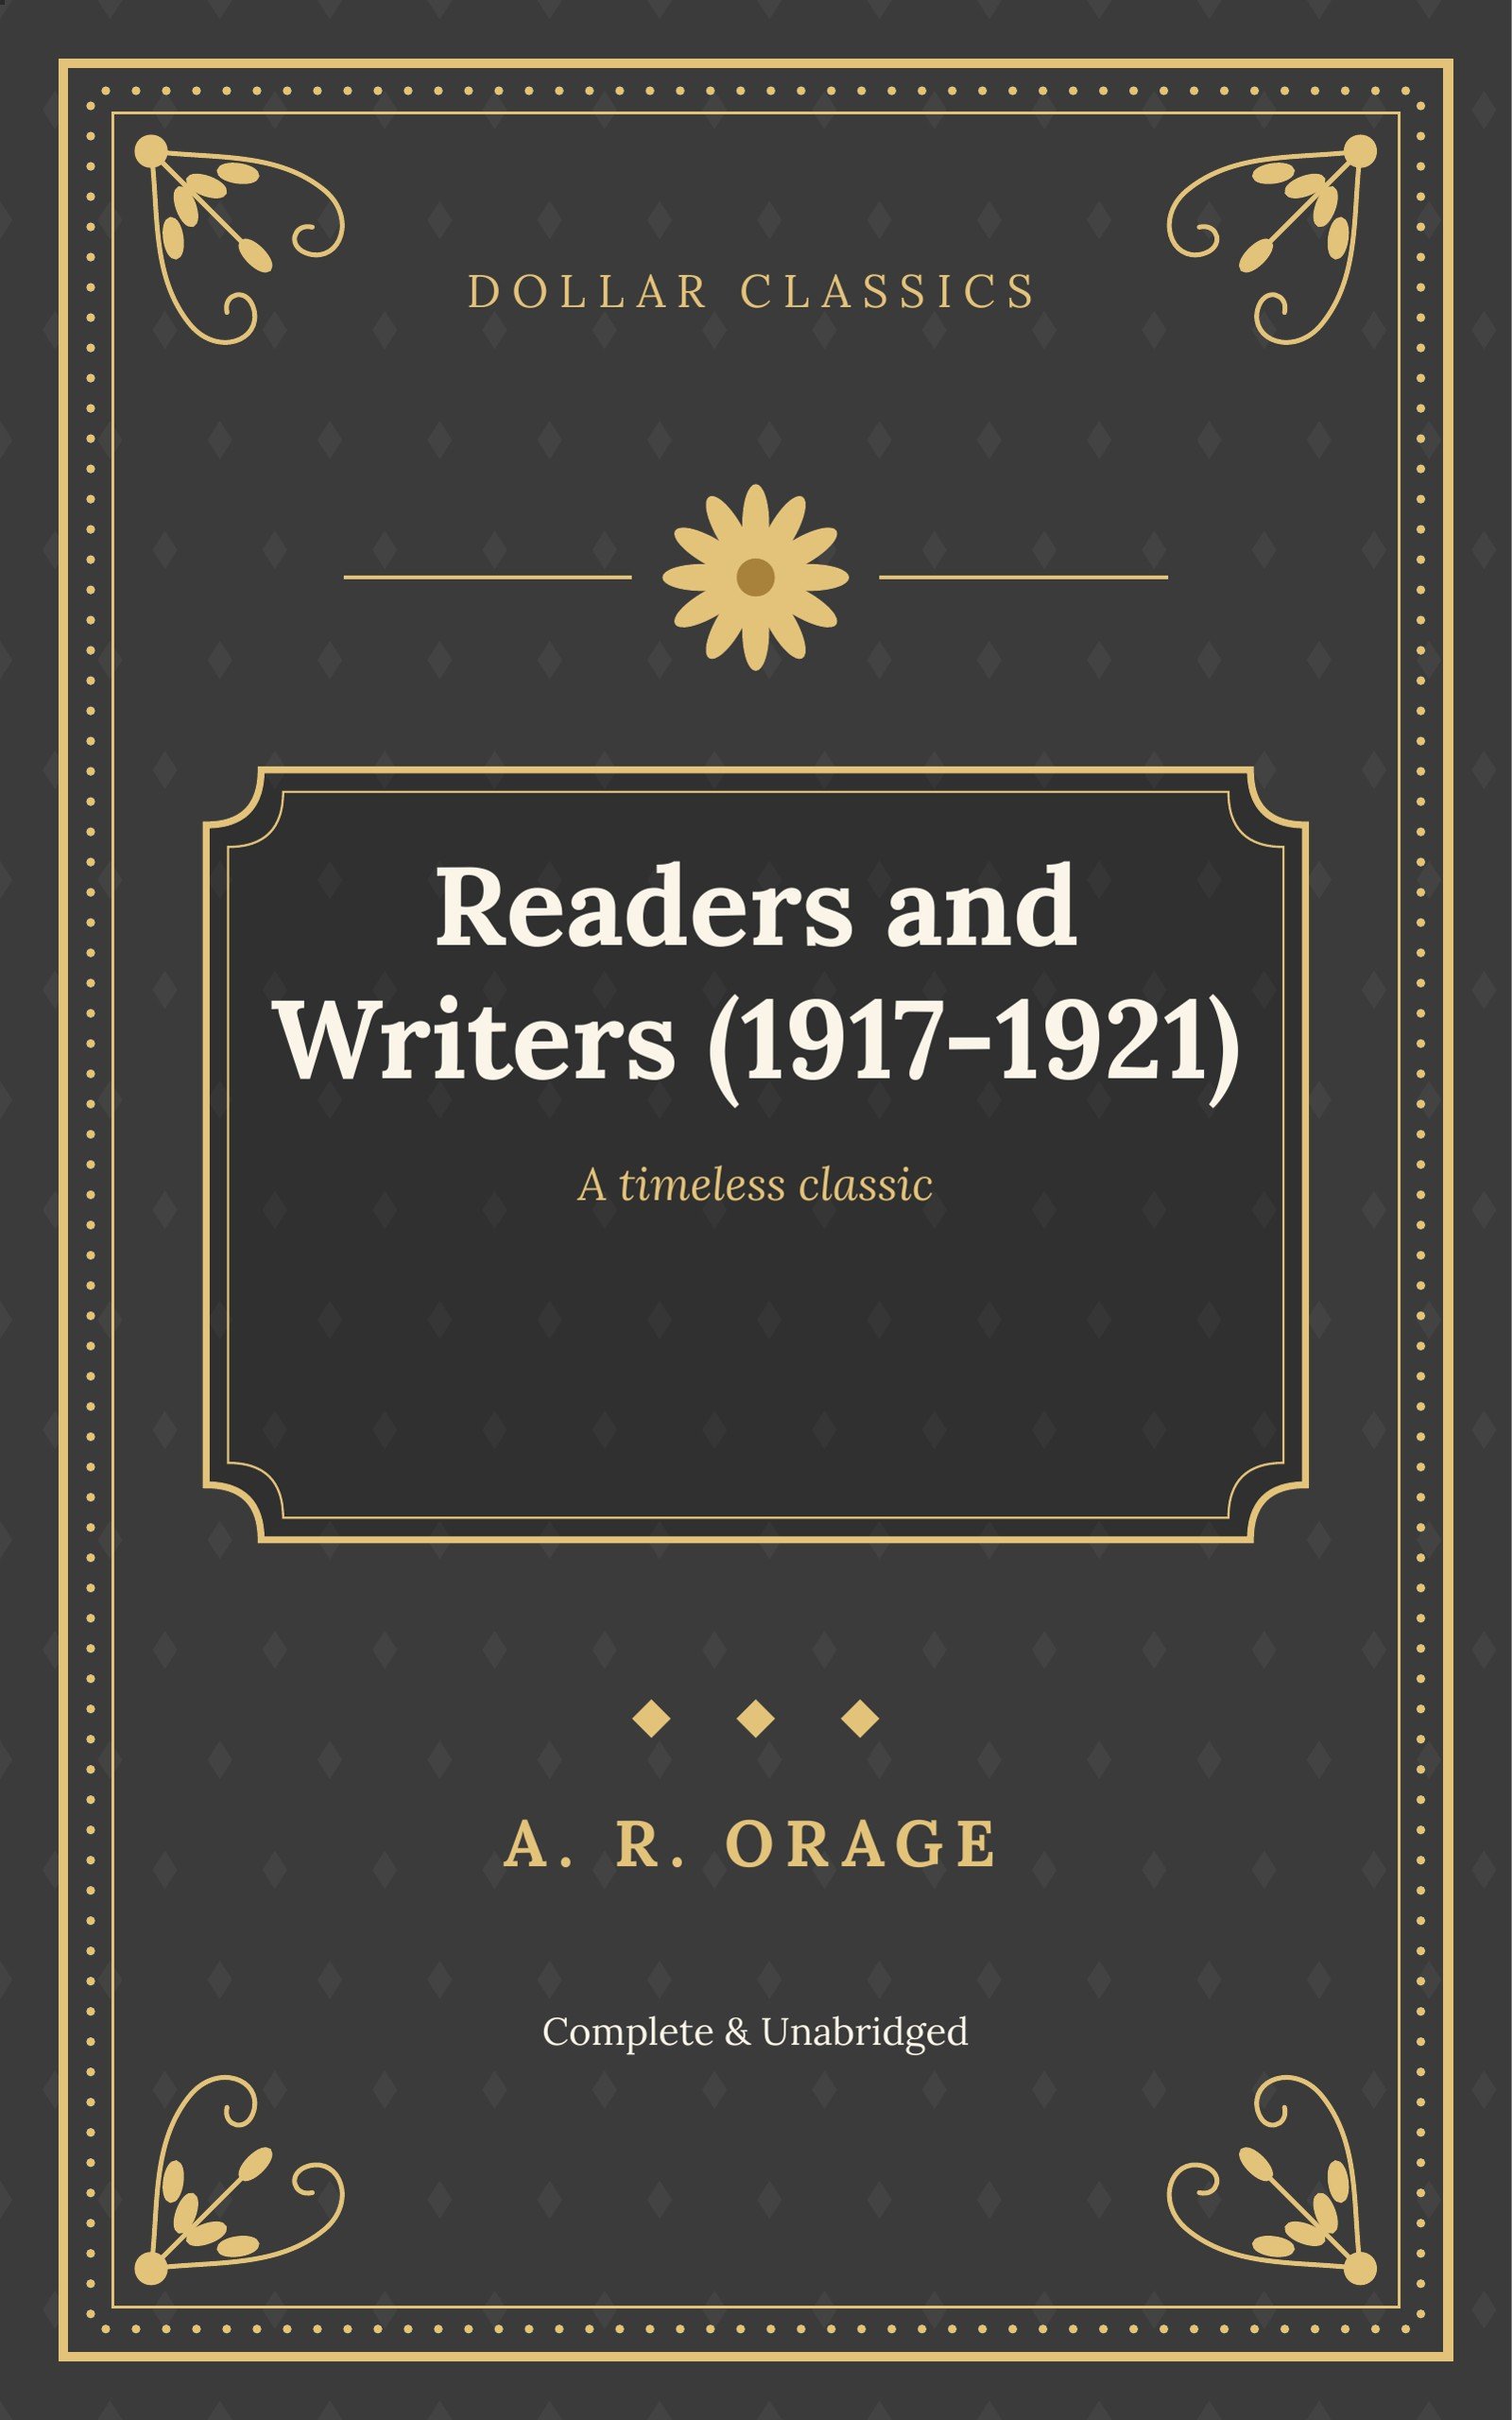 DOLLAR CLASSICS
Readers and
Writers (1917–1921)
A timeless classic
A. R. ORAGE
Complete & Unabridged